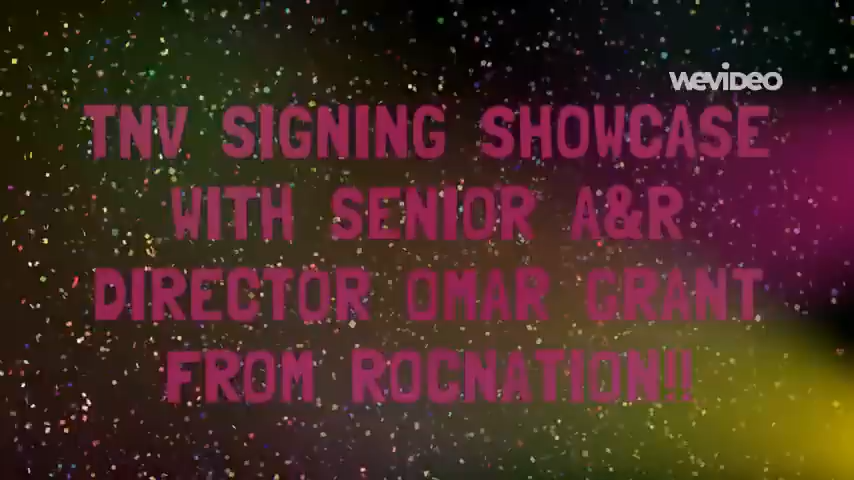 wevideo
TNV SIGNING SHOWCASE
WITH SENIOR A&R
DIRECTOR OMAR GRANT
FROM ROCNATION!!